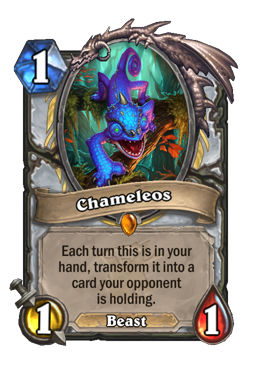 1
Chameleos
Each turn this is in your
hand, transform it into a
card your opponent
is holding.
1
Beast
1